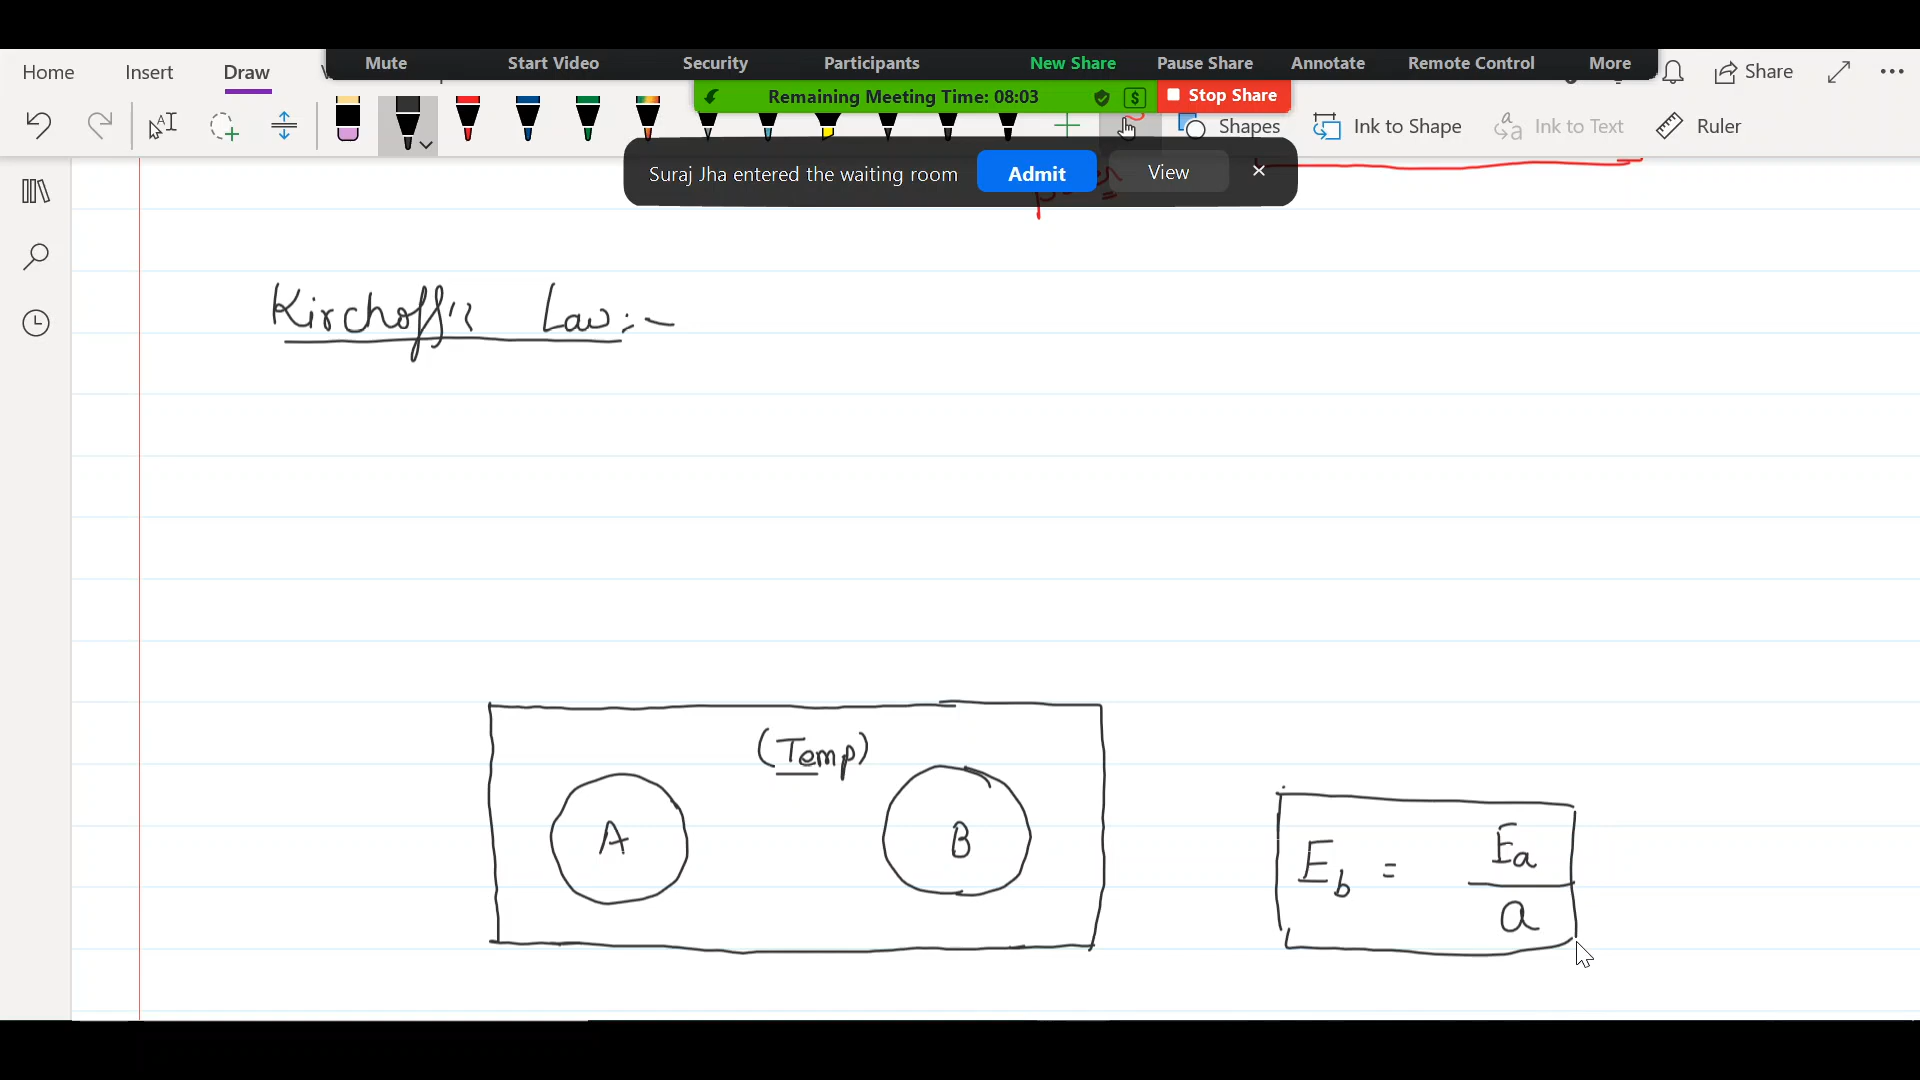 Mute Start Video Security Participants New Share Pause Share Annotate Remote Control More
Home Insert Draw Share
Remaining Meeting Time: 08:03 $ Stop Share
Shapes Ink to Shape Ink to Text Ruler
Suraj Jha entered the waiting room Admit View
Kirchoff's Law :-
(Temp)
A B
E_b = E_a / a